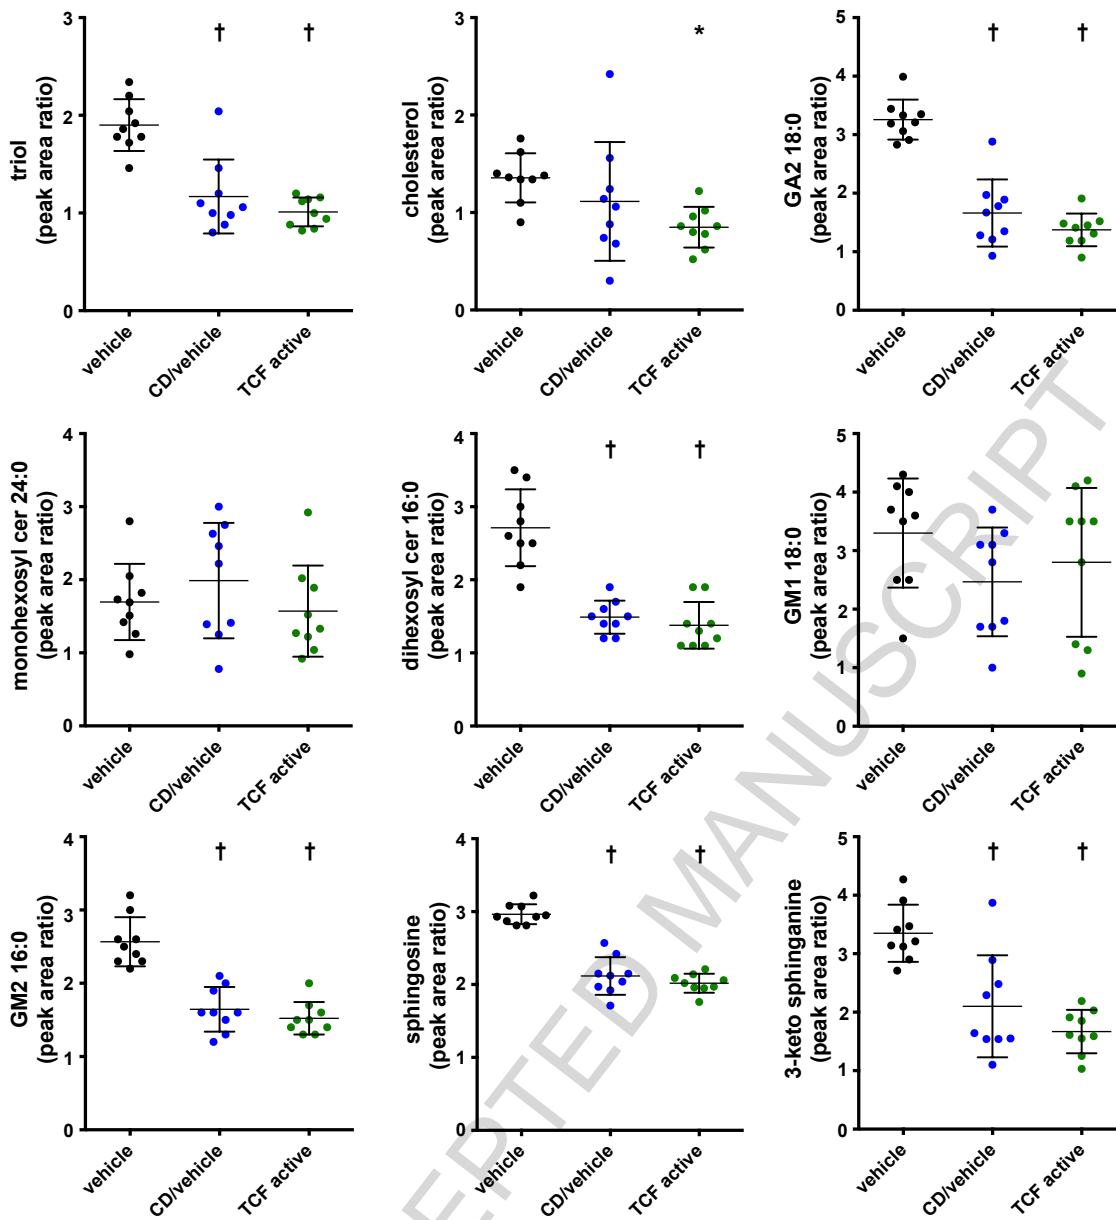 triol
(peak area ratio)
3
2
1
0
†
†
vehicle
CD/vehicle
TCF active
cholesterol
(peak area ratio)
3
2
1
0
*
vehicle
CD/vehicle
TCF active
GA2 18:0
(peak area ratio)
5
4
3
2
1
0
†
†
vehicle
CD/vehicle
TCF active
monohexosyl cer 24:0
(peak area ratio)
4
3
2
1
0
vehicle
CD/vehicle
TCF active
dihexosyl cer 16:0
(peak area ratio)
4
3
2
1
0
†
†
vehicle
CD/vehicle
TCF active
GM1 18:0
(peak area ratio)
5
4
3
2
1
0
vehicle
CD/vehicle
TCF active
GM2 16:0
(peak area ratio)
4
3
2
1
0
†
†
vehicle
CD/vehicle
TCF active
sphingosine
(peak area ratio)
4
3
2
1
0
†
†
vehicle
CD/vehicle
TCF active
3-keto sphinganine
(peak area ratio)
5
4
3
2
1
0
†
†
vehicle
CD/vehicle
TCF active
EPTED MANUSCRIPT